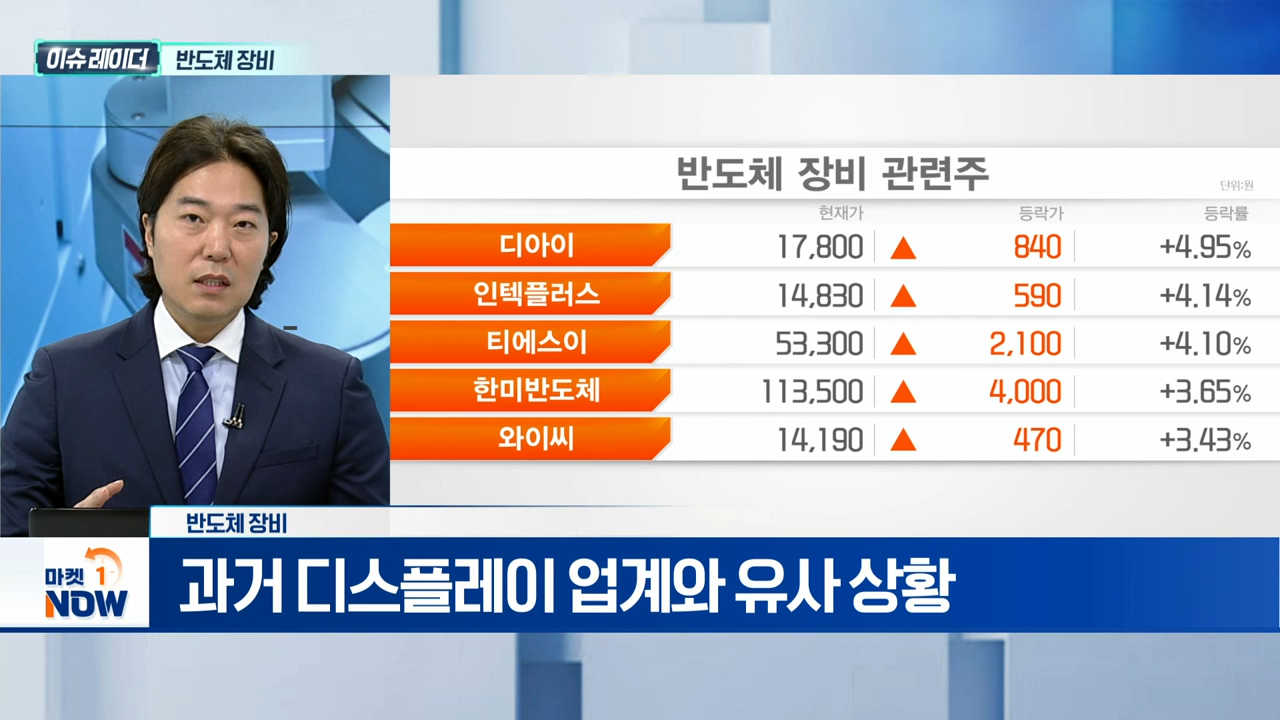 이슈 레이더 반도체 장비
반도체 장비 관련주
단위:원
현재가 등락가 등락률
디아이 17,800 ▲ 840 +4.95%
인텍플러스 14,830 ▲ 590 +4.14%
티에스이 53,300 ▲ 2,100 +4.10%
한미반도체 113,500 ▲ 4,000 +3.65%
와이씨 14,190 ▲ 470 +3.43%
반도체 장비
마켓 1
NOW
과거 디스플레이 업계와 유사 상황